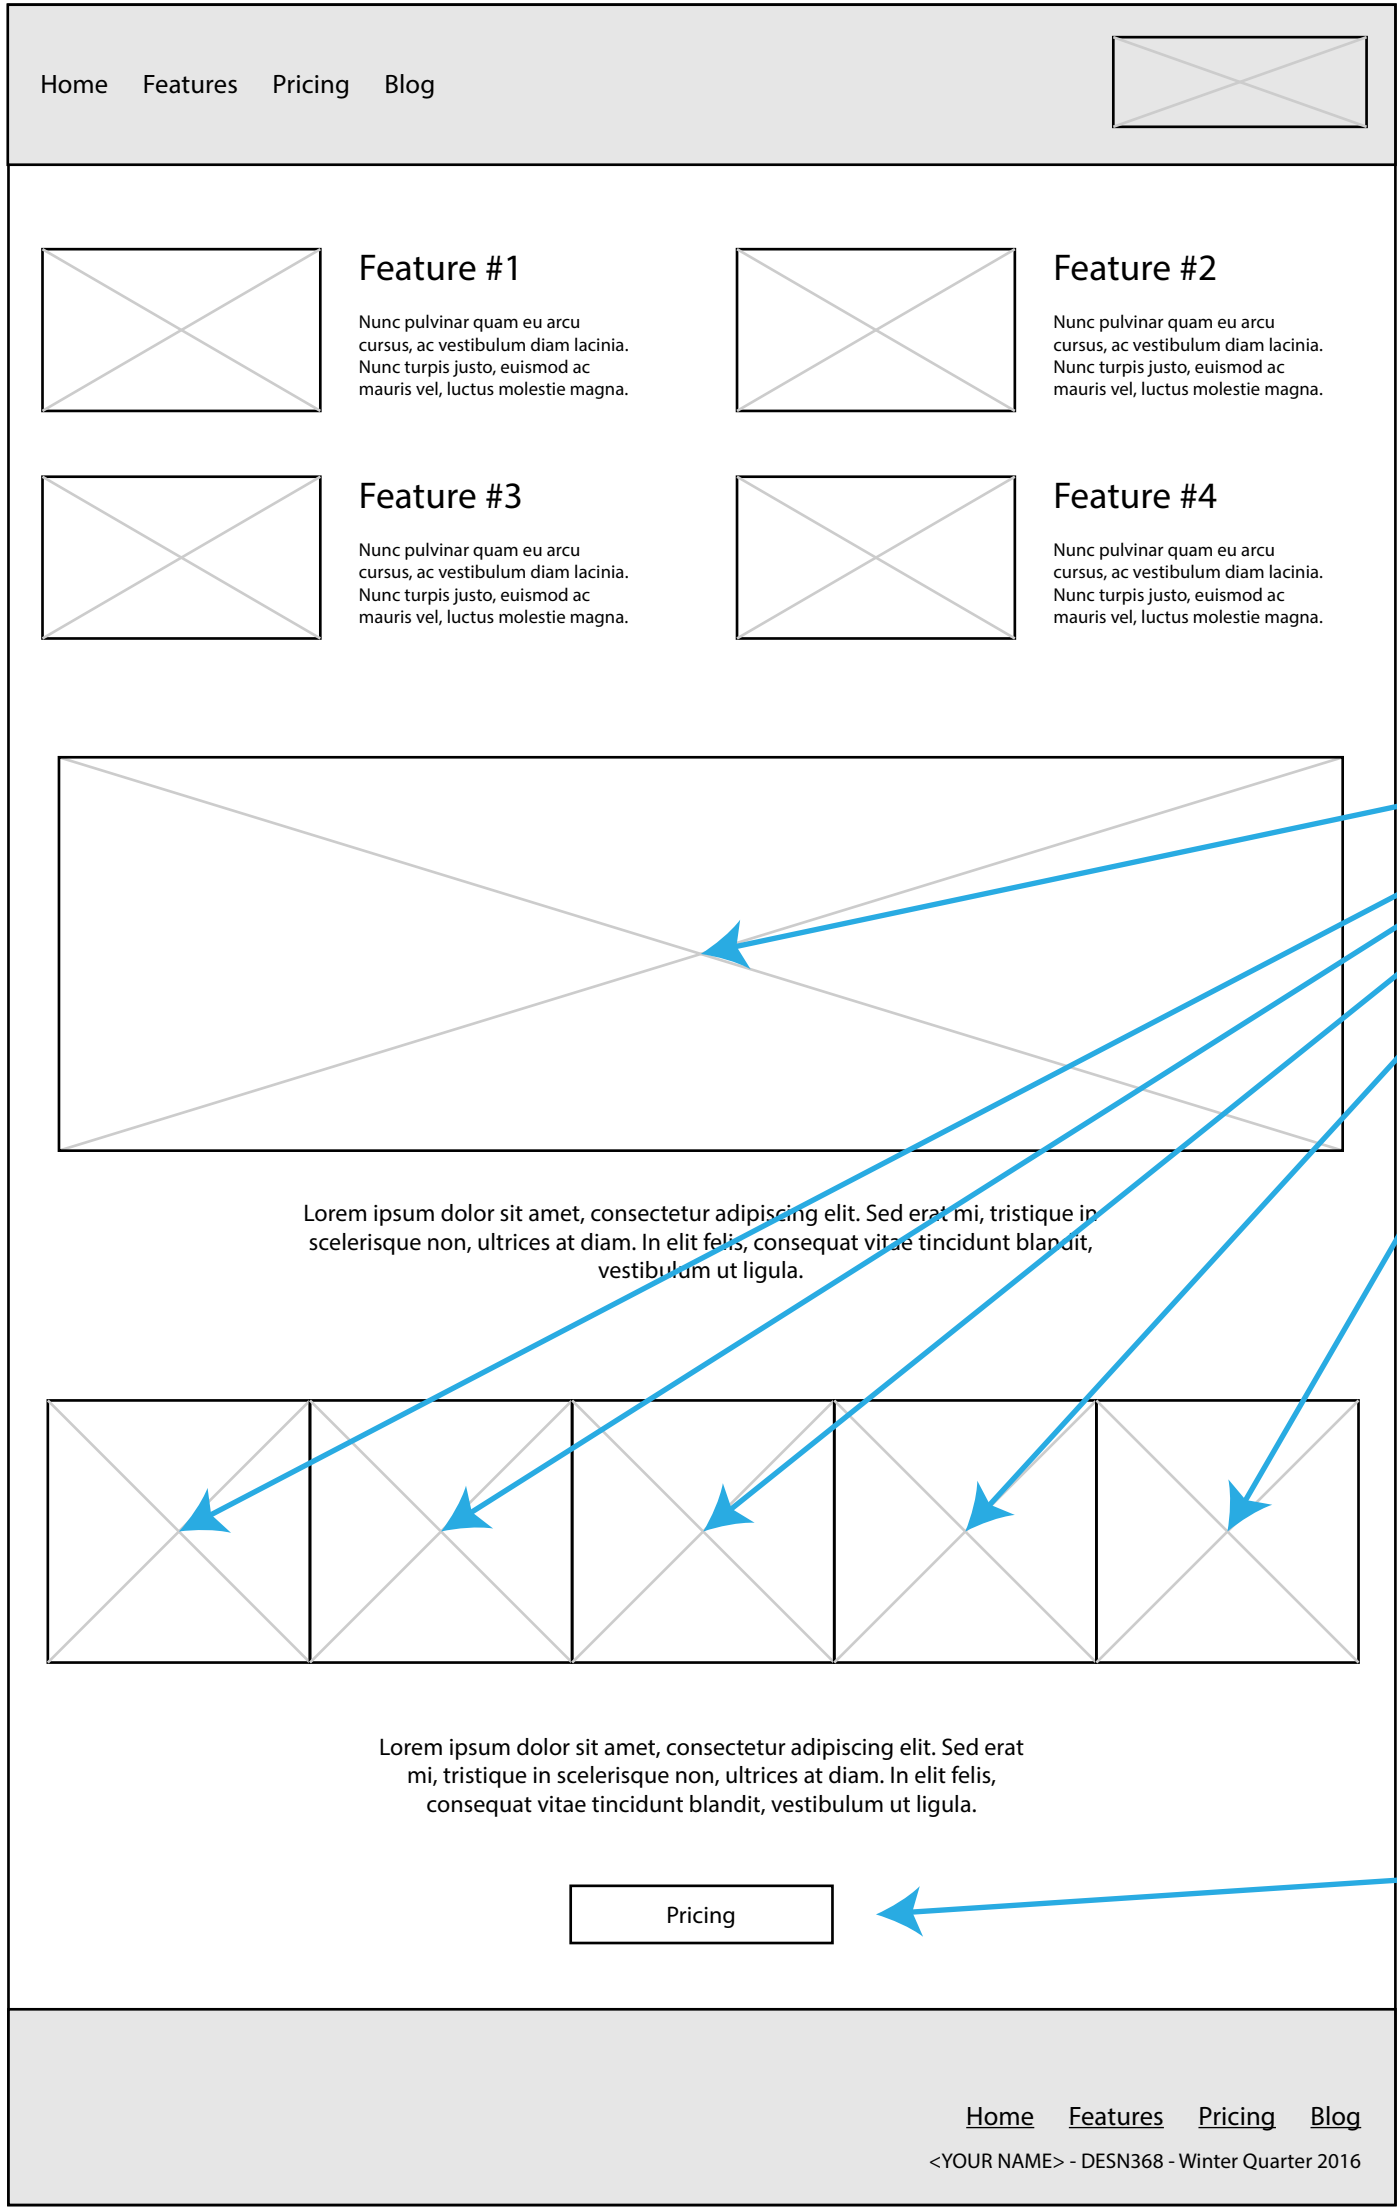 Home Features Pricing Blog
Feature #1
Nunc pulvinar quam eu arcu
cursus, ac vestibulum diam lacinia.
Nunc turpis justo, euismod ac
mauris vel, luctus molestie magna.
Feature #2
Nunc pulvinar quam eu arcu
cursus, ac vestibulum diam lacinia.
Nunc turpis justo, euismod ac
mauris vel, luctus molestie magna.
Feature #3
Nunc pulvinar quam eu arcu
cursus, ac vestibulum diam lacinia.
Nunc turpis justo, euismod ac
mauris vel, luctus molestie magna.
Feature #4
Nunc pulvinar quam eu arcu
cursus, ac vestibulum diam lacinia.
Nunc turpis justo, euismod ac
mauris vel, luctus molestie magna.
Lorem ipsum dolor sit amet, consectetur adipiscing elit. Sed erat mi, tristique in
scelerisque non, ultrices at diam. In elit felis, consequat vitae tincidunt blandit,
vestibulum ut ligula.
Lorem ipsum dolor sit amet, consectetur adipiscing elit. Sed erat
mi, tristique in scelerisque non, ultrices at diam. In elit felis,
consequat vitae tincidunt blandit, vestibulum ut ligula.
Pricing
Home Features Pricing Blog
<YOUR NAME> - DESN368 - Winter Quarter 2016